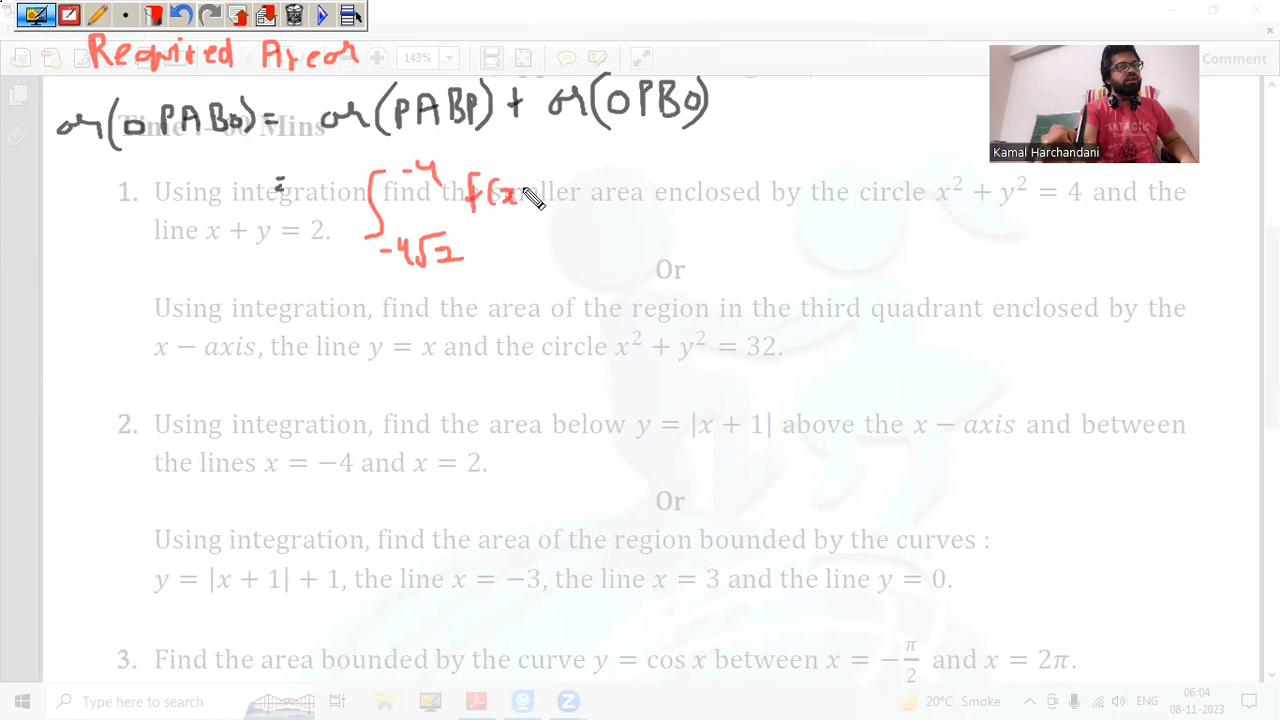 143%
Comment
Required Area
Kamal Harchandani
ar(OPABO) = ar(PABP) + ar(OPBO)
= ∫ -4 -4√2 f(x
1. Using integration, find the smaller area enclosed by the circle x² + y² = 4 and the
line x + y = 2.
Or
Using integration, find the area of the region in the third quadrant enclosed by the
x − axis, the line y = x and the circle x² + y² = 32.
2. Using integration, find the area below y = |x + 1| above the x − axis and between
the lines x = −4 and x = 2.
Or
Using integration, find the area of the region bounded by the curves :
y = |x + 1| + 1, the line x = −3, the line x = 3 and the line y = 0.
3. Find the area bounded by the curve y = cos x between x = −π/2 and x = 2π.
Type here to search
20°C Smoke
ENG
06:04
08-11-2023